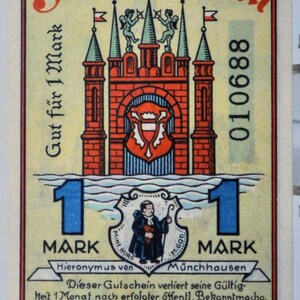 Gut für 1 Mark
010688
1 1
MARK MARK
Hieronymus von Münchhausen
Dieser Gutschein verliert seine Gültig-
keit 1 Monat nach erfolgter öffentl. Bekanntmachg.